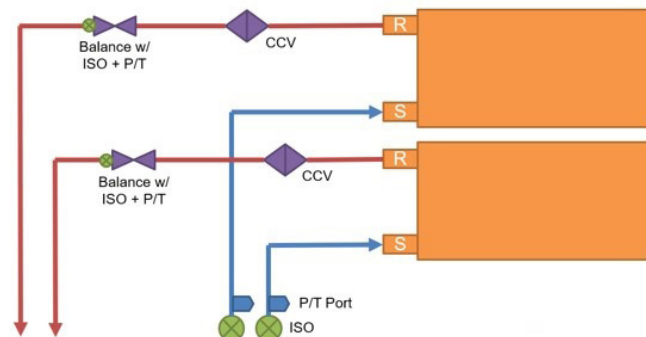 R
Balance w/
ISO + P/T
CCV
S
R
Balance w/
ISO + P/T
CCV
S
P/T Port
ISO